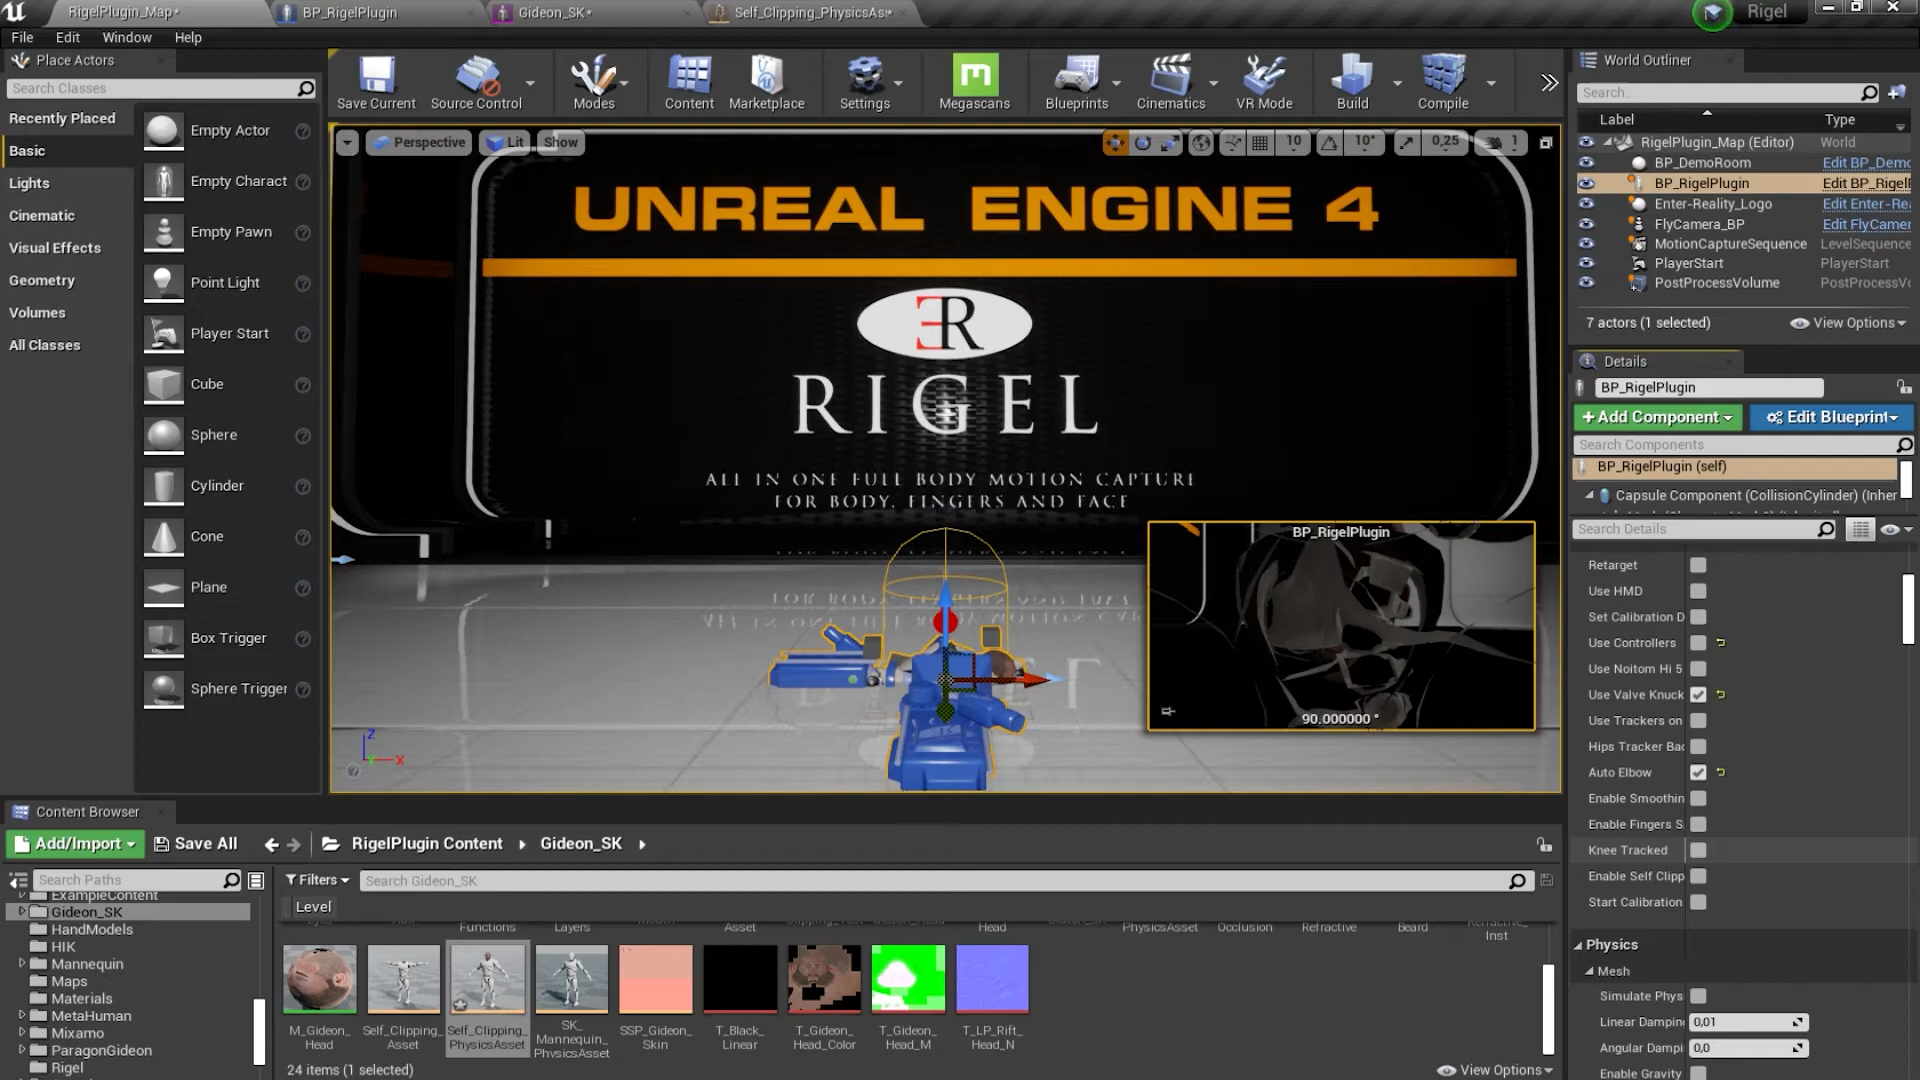 RigelPlugin_Map*
BP_RigelPlugin
Gideon_SK*
Self_Clipping_PhysicsAs*
Rigel
File Edit Window Help
Place Actors
Search Classes
Recently Placed
Basic
Lights
Cinematic
Visual Effects
Geometry
Volumes
All Classes
Empty Actor
Empty Charact
Empty Pawn
Point Light
Player Start
Cube
Sphere
Cylinder
Cone
Plane
Box Trigger
Sphere Trigger
Save Current
Source Control
Modes
Content
Marketplace
Settings
Megascans
Blueprints
Cinematics
VR Mode
Build
Compile
Perspective
Lit
Show
10
10°
0,25
1
UNREAL ENGINE 4
RIGEL
ALL IN ONE FULL BODY MOTION CAPTURE
FOR BODY, FINGERS AND FACE
BP_RigelPlugin
90.000000 °
Z
X
World Outliner
Search...
Label Type
RigelPlugin_Map (Editor) World
BP_DemoRoom Edit BP_Demo
BP_RigelPlugin Edit BP_Rigel
Enter-Reality_Logo Edit Enter-Rea
FlyCamera_BP Edit FlyCamer
MotionCaptureSequence LevelSequence
PlayerStart PlayerStart
PostProcessVolume PostProcessVo
7 actors (1 selected) View Options
Details
BP_RigelPlugin
+Add Component
Edit Blueprint
Search Components
BP_RigelPlugin (self)
Capsule Component (CollisionCylinder) (Inher
Search Details
Retarget
Use HMD
Set Calibration D
Use Controllers
Use Noitom Hi 5
Use Valve Knuck
Use Trackers on
Hips Tracker Bac
Auto Elbow
Enable Smoothin
Enable Fingers S
Knee Tracked
Enable Self Clipp
Start Calibration
Physics
Mesh
Simulate Phys
Linear Damping 0,01
Angular Dampi 0,0
Enable Gravity
Content Browser
Add/Import
Save All
RigelPlugin Content
Gideon_SK
Search Paths
Filters
Search Gideon_SK
Level
ExampleContent
Gideon_SK
HandModels
HIK
Mannequin
Maps
Materials
MetaHuman
Mixamo
ParagonGideon
Rigel
Functions
Layers
Asset
Head
PhysicsAsset
Occlusion
Refractive
Beard
Inst
M_Gideon_
Head
Self_Clipping_
Asset
Self_Clipping_
PhysicsAsset
SK_
Mannequin_
PhysicsAsset
SSP_Gideon_
Skin
T_Black_
Linear
T_Gideon_
Head_Color
T_Gideon_
Head_M
T_LP_Rift_
Head_N
24 items (1 selected)
View Options